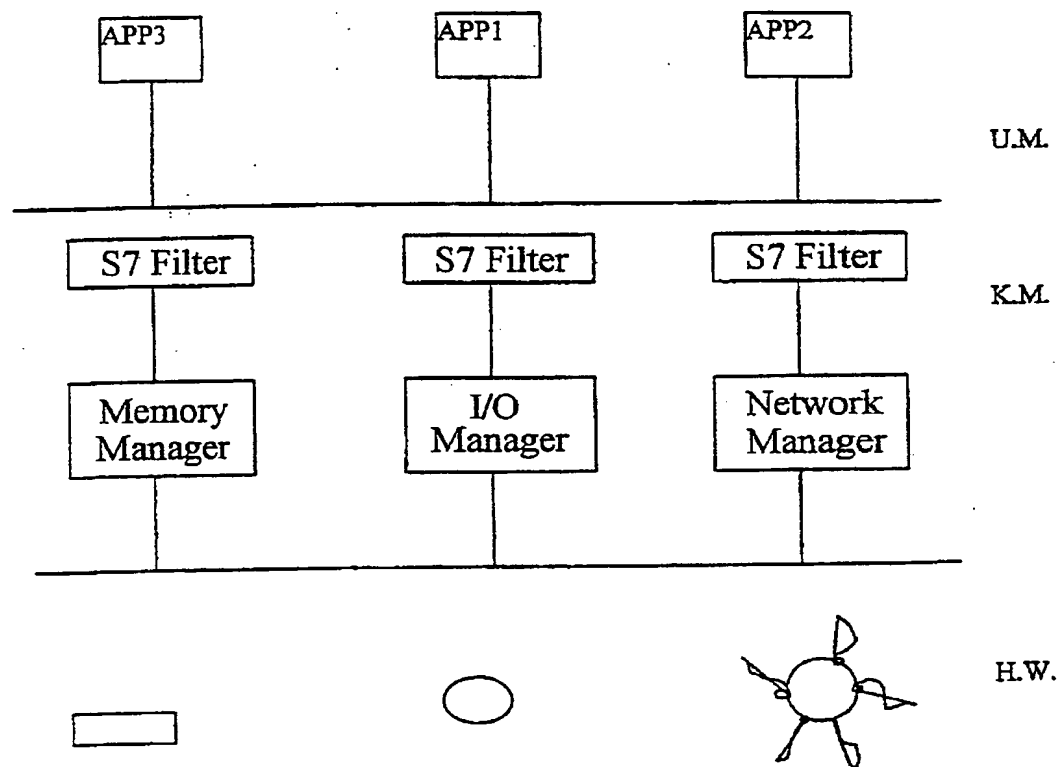 APP3
APP1
APP2
U.M.
S7 Filter
S7 Filter
S7 Filter
K.M.
Memory
Manager
I/O
Manager
Network
Manager
H.W.